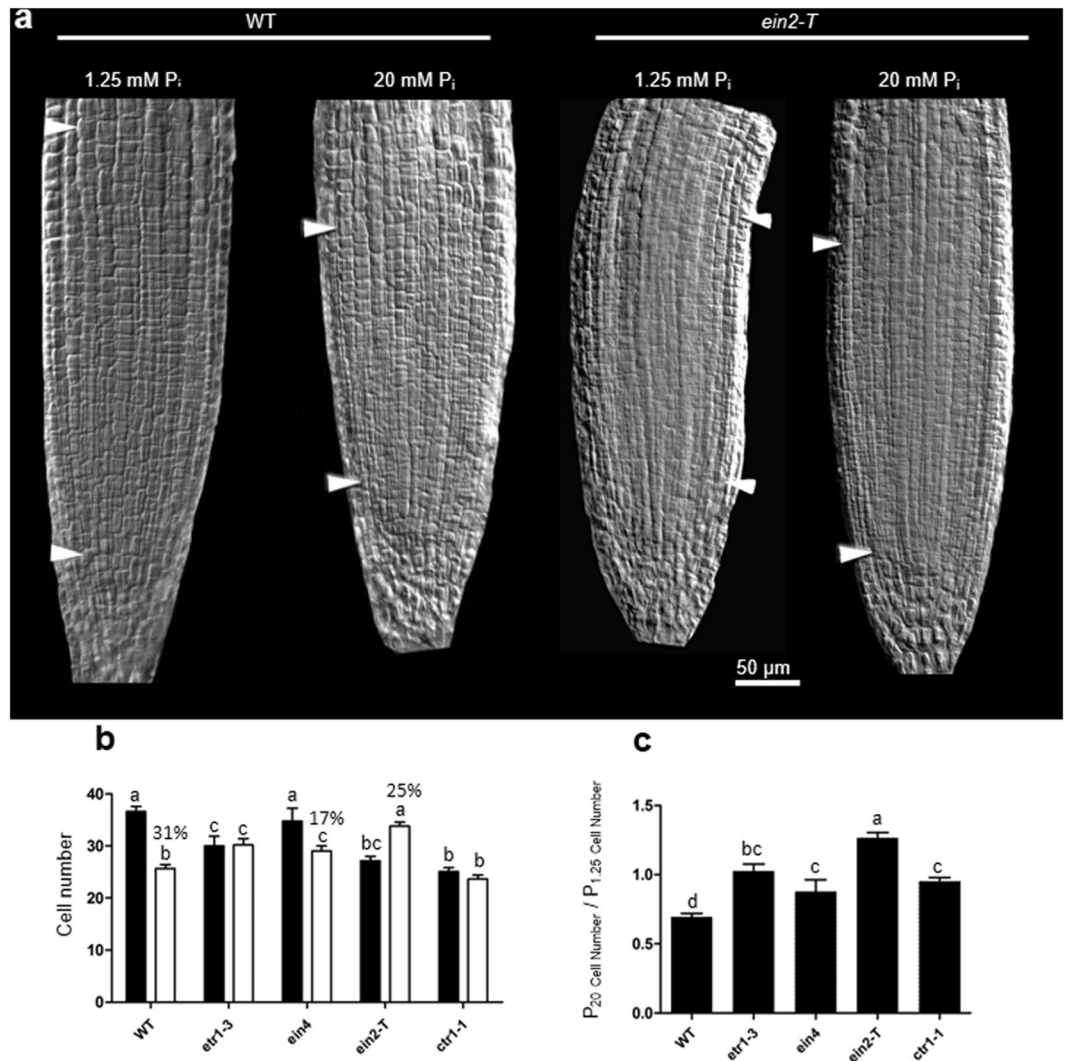 a
WT
ein2-T
1.25 mM Pi
20 mM Pi
1.25 mM Pi
20 mM Pi
50 µm
b
Cell number
40
30
20
10
0
a
31%
b
c
c
a
17%
c
bc
25%
a
b
b
WT
etr1-3
ein4
ein2-T
ctr1-1
c
P20 Cell Number / P1.25 Cell Number
1.5
1.0
0.5
0.0
d
bc
c
a
c
WT
etr1-3
ein4
ein2-T
ctr1-1